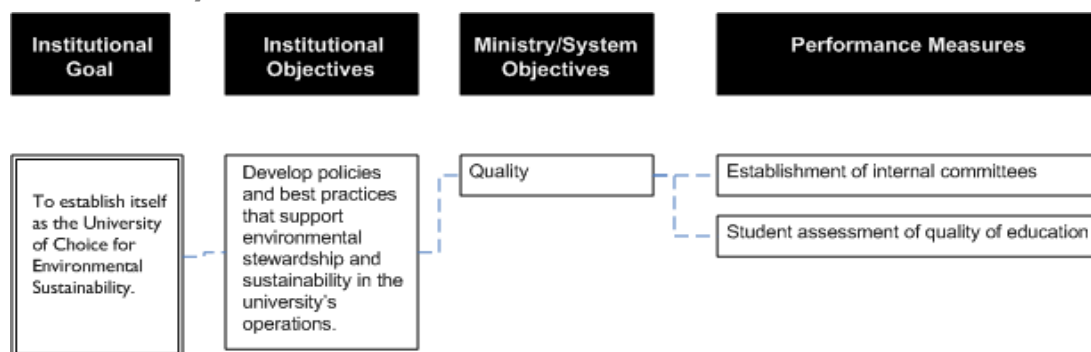 Institutional
Goal
Institutional
Objectives
Ministry/System
Objectives
Performance Measures
To establish itself
as the University
of Choice for
Environmental
Sustainability.
Develop policies
and best practices
that support
environmental
stewardship and
sustainability in the
university's
operations.
Quality
Establishment of internal committees
Student assessment of quality of education